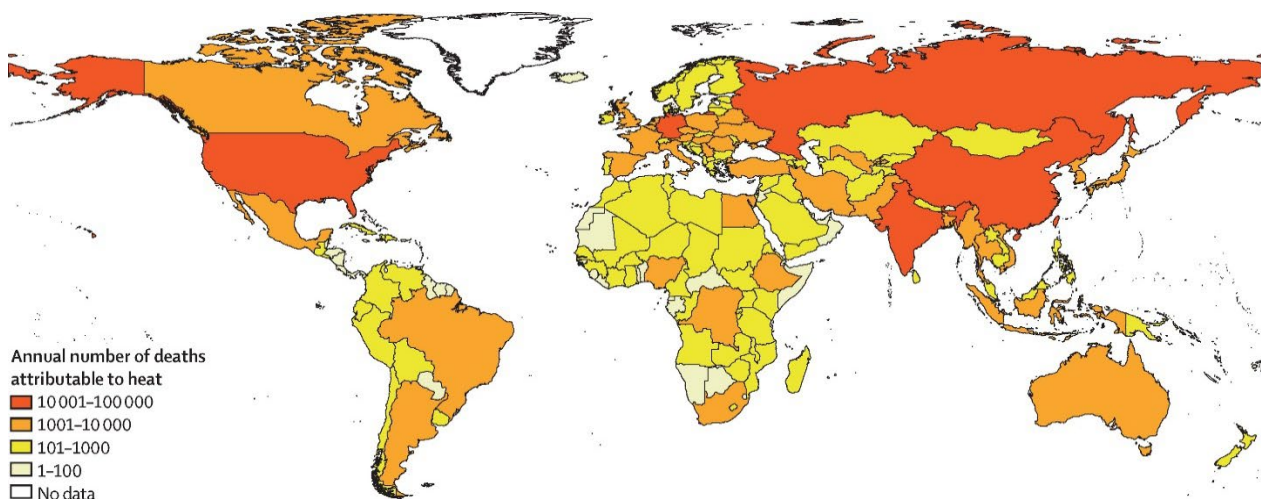 Annual number of deaths
attributable to heat
10 001–100 000
1001–10 000
101–1000
1–100
No data